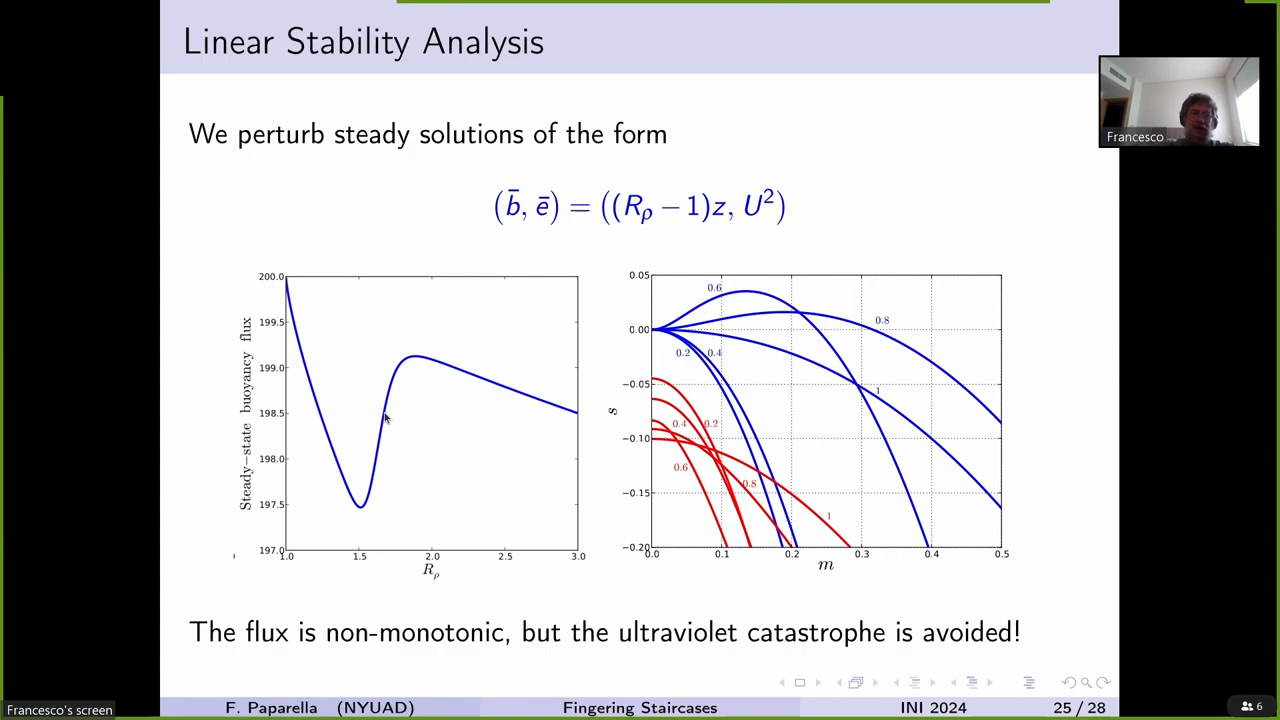 Linear Stability Analysis
Francesco
We perturb steady solutions of the form
(b̄, ē) = ((Rρ − 1)z, U²)
Steady−state buoyancy flux
200.0
199.5
199.0
198.5
198.0
197.5
197.0
1.0 1.5 2.0 2.5 3.0
Rρ
s
0.05
0.00
−0.05
−0.10
−0.15
−0.20
0.6
0.8
0.2 0.4
1
0.4 0.2
0.6
0.8
1
0.0 0.1 0.2 0.3 0.4 0.5
m
The flux is non-monotonic, but the ultraviolet catastrophe is avoided!
Francesco's screen
F. Paparella (NYUAD) Fingering Staircases INI 2024 25 / 28
6